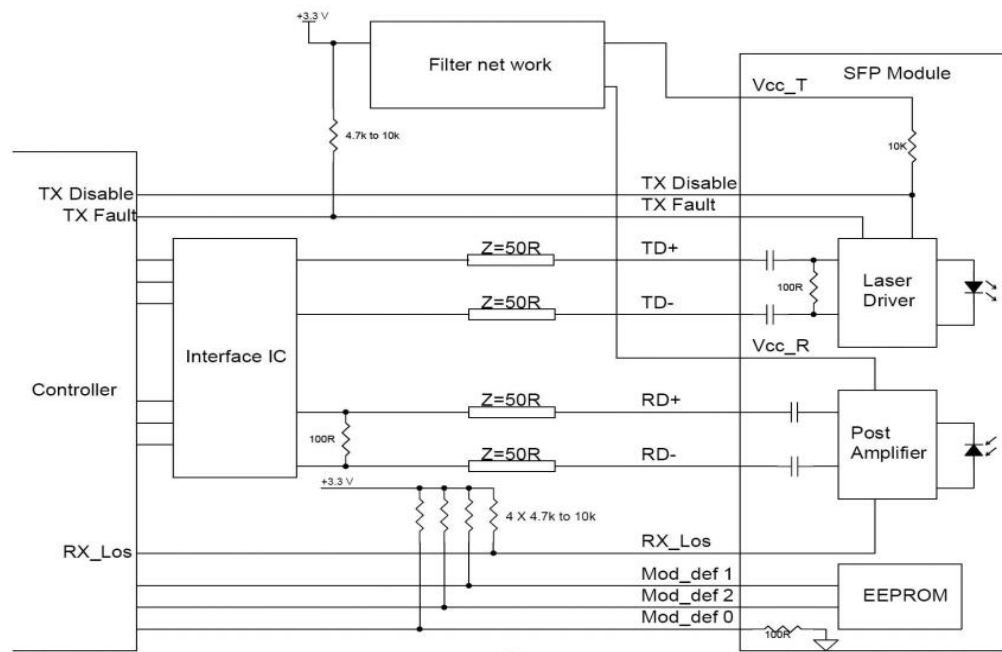 +3.3 V
Filter net work
SFP Module
Vcc_T
4.7k to 10k
10K
TX Disable
TX Disable
TX Fault
TX Fault
Z=50R
TD+
100R
Laser
Driver
Z=50R
TD-
Interface IC
Vcc_R
Controller
Z=50R
RD+
100R
Post
Amplifier
Z=50R
RD-
+3.3 V
4 X 4.7k to 10k
RX_Los
RX_Los
Mod_def 1
Mod_def 2
EEPROM
Mod_def 0
100R